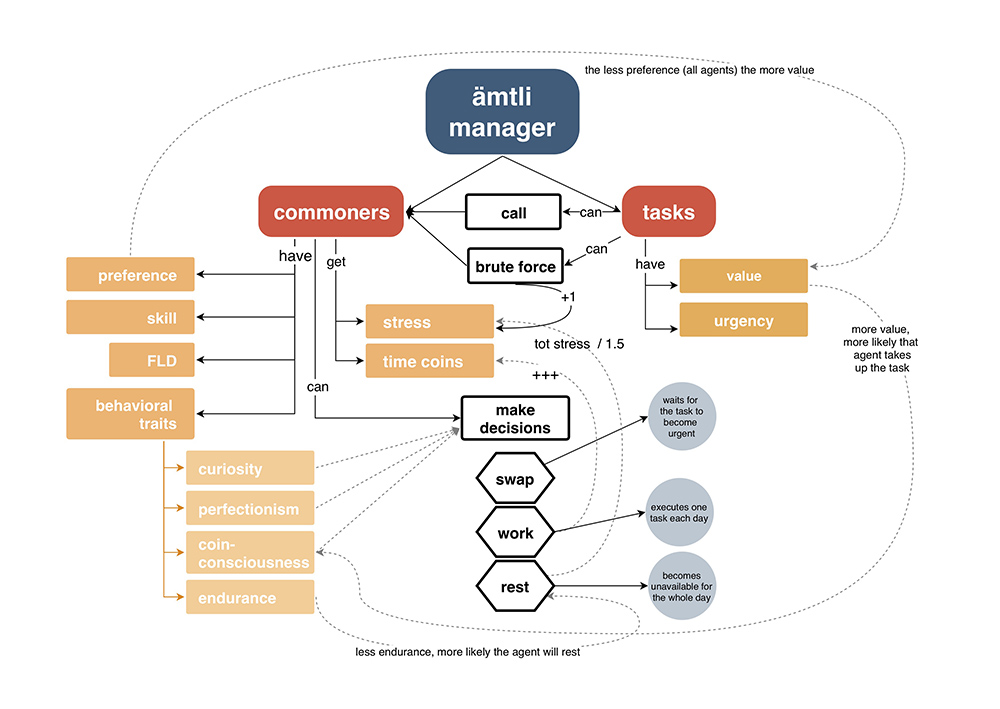 the less preference (all agents) the more value
ämtli
manager
commoners
call
can
tasks
have
get
brute force
can
have
preference
value
+1
skill
stress
urgency
tot stress / 1.5
more value,
more likely that
agent takes
up the task
FLD
time coins
+++
can
behavioral
traits
make
decisions
waits for
the task to
become
urgent
curiosity
swap
perfectionism
work
executes one
task each day
coin-
consciousness
rest
becomes
unavailable for
the whole day
endurance
less endurance, more likely the agent will rest